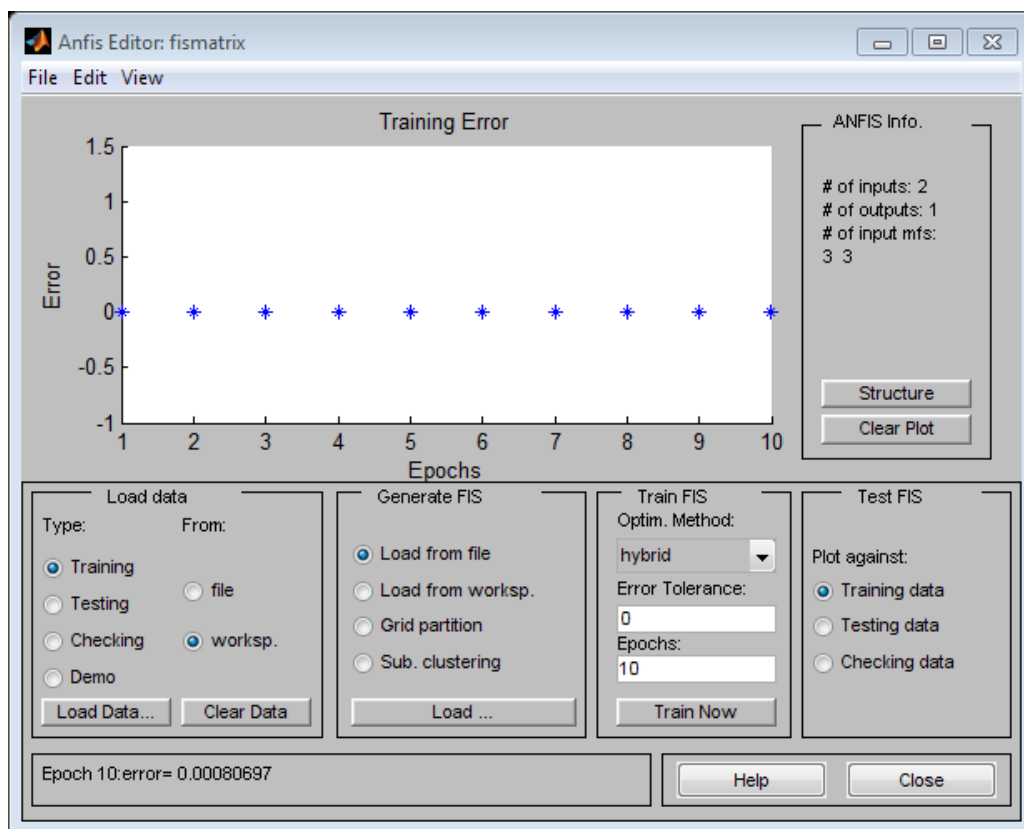 Anfis Editor: fismatrix
File Edit View
Training Error
1.5
1
0.5
0
-0.5
-1
Error
1 2 3 4 5 6 7 8 9 10
Epochs
ANFIS Info.
# of inputs: 2
# of outputs: 1
# of input mfs:
3 3
Structure
Clear Plot
Load data
Type: From:
Training
file
Testing
Checking
worksp.
Demo
Load Data... Clear Data
Generate FIS
Load from file
Load from worksp.
Grid partition
Sub. clustering
Load ...
Train FIS
Optim. Method:
hybrid
Error Tolerance:
0
Epochs:
10
Train Now
Test FIS
Plot against:
Training data
Testing data
Checking data
Epoch 10:error= 0.00080697
Help Close